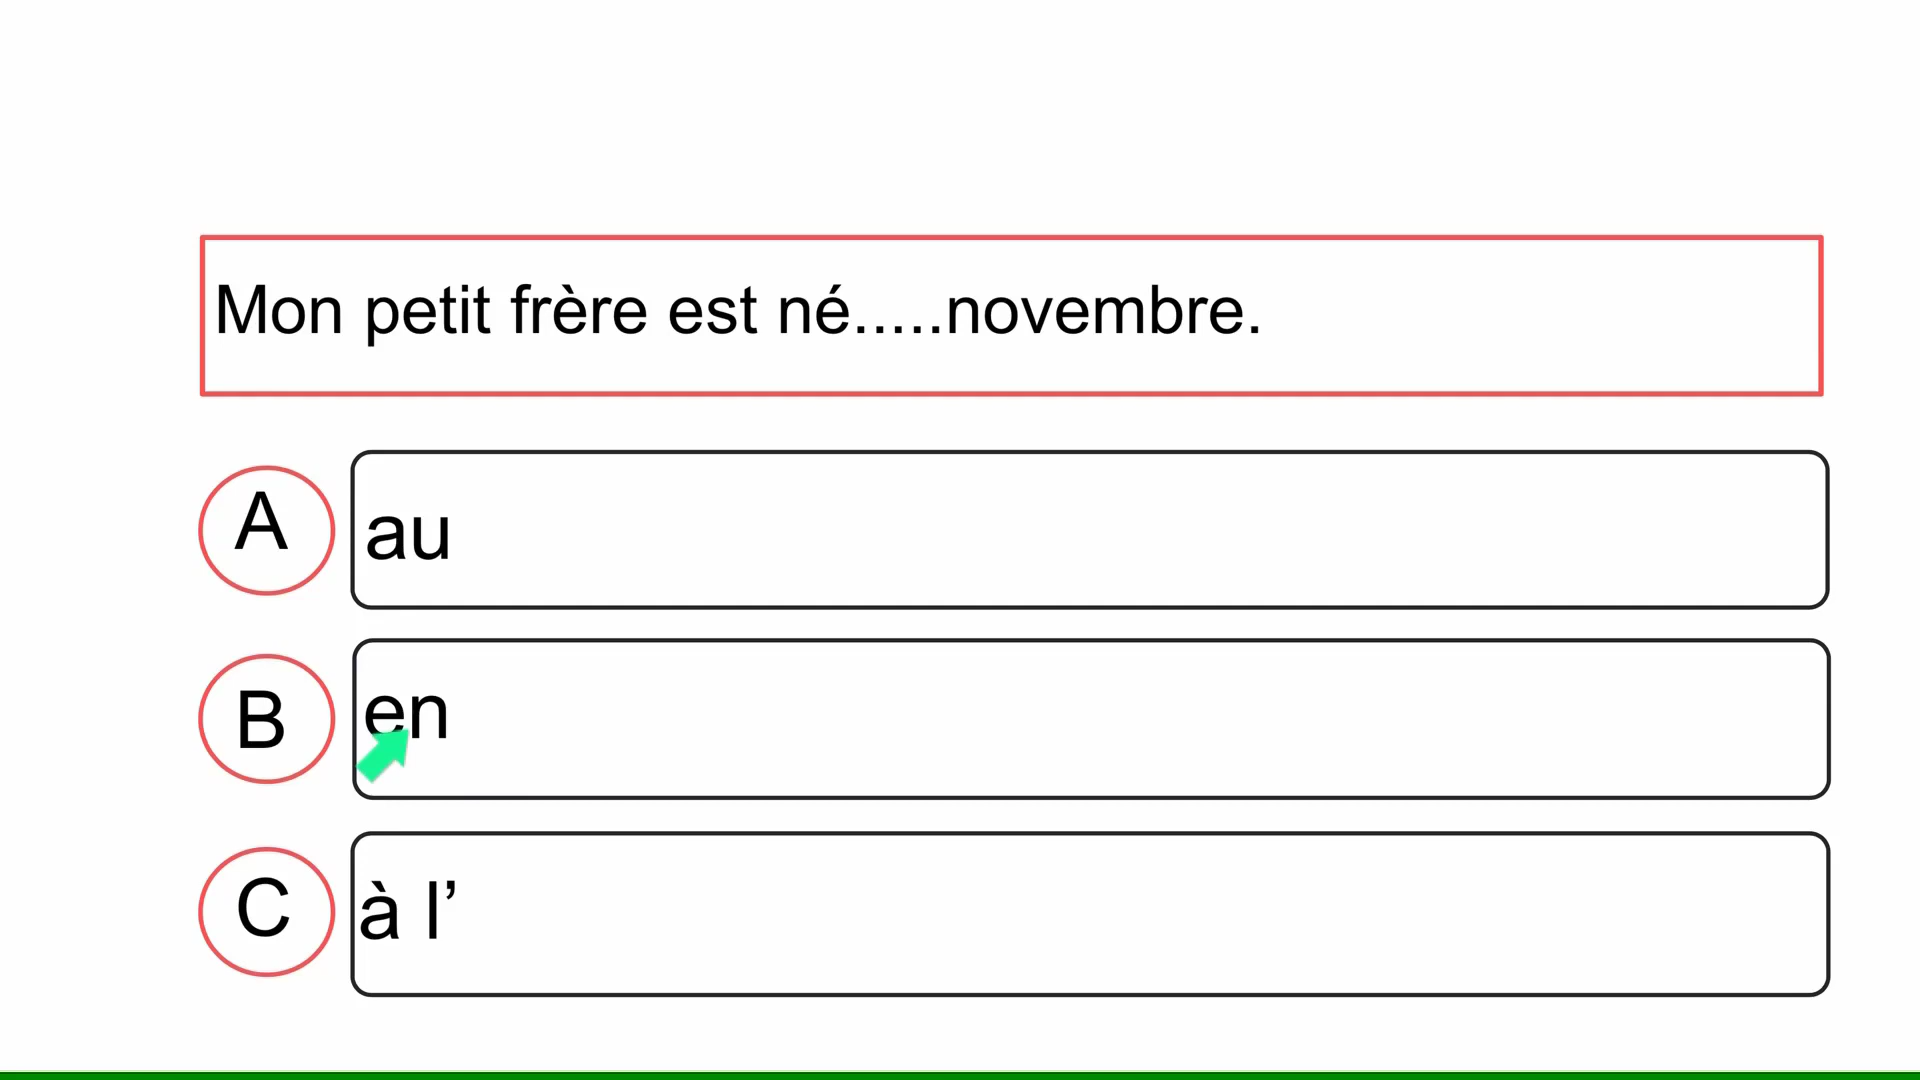 Mon petit frère est né.....novembre.
A
au
B
en
C
à l’